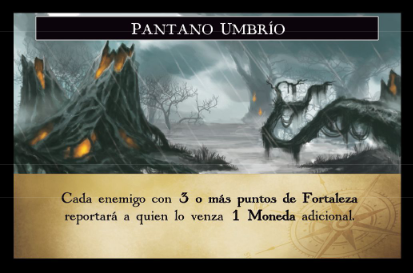 Pantano Umbrío
Cada enemigo con 3 o más puntos de Fortaleza
reportará a quien lo venza 1 Moneda adicional.